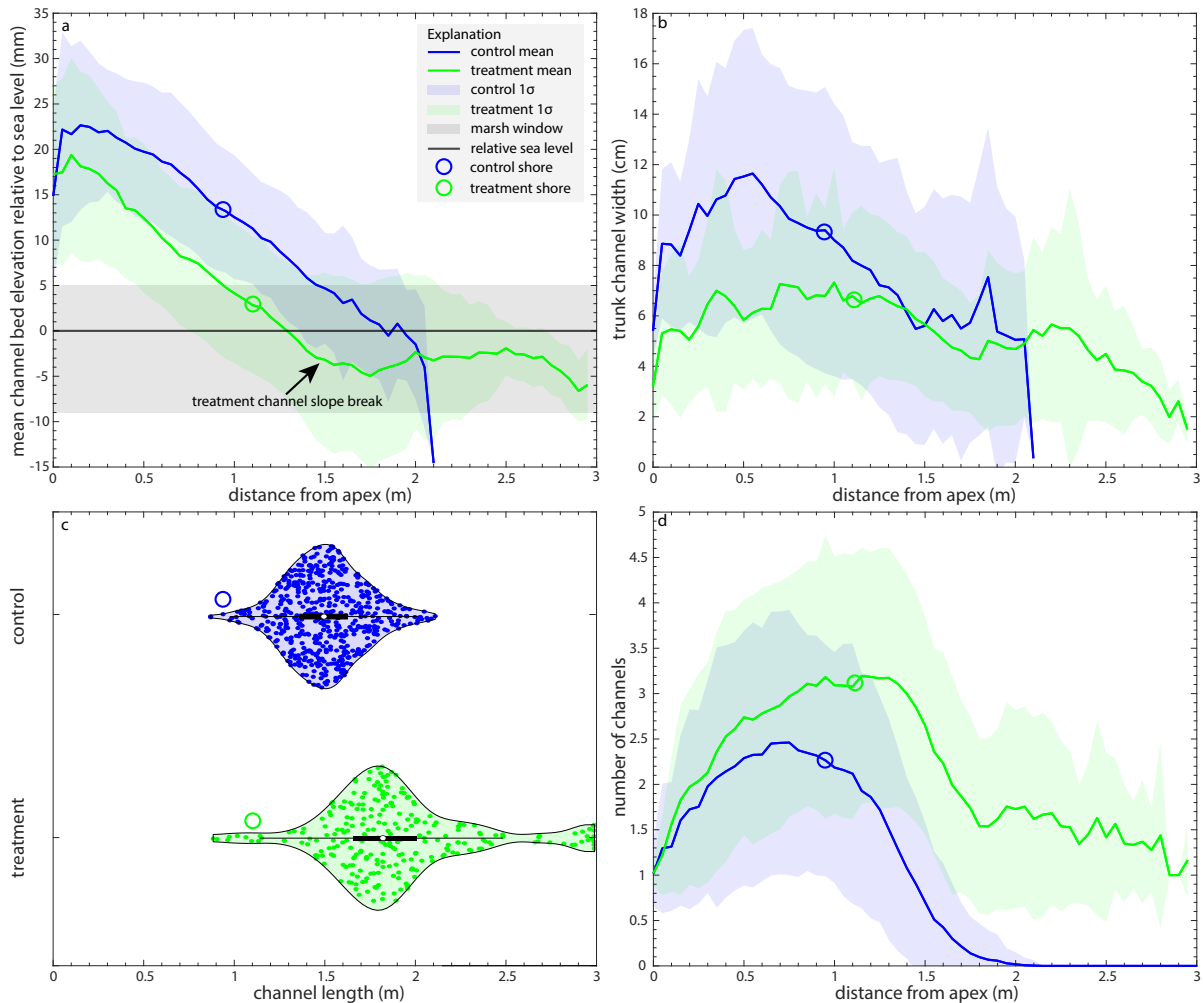 a
35
30
25
20
15
10
5
0
-5
-10
-15
mean channel bed elevation relative to sea level (mm)
Explanation
control mean
treatment mean
control 1σ
treatment 1σ
marsh window
relative sea level
control shore
treatment shore
treatment channel slope break
0 0.5 1 1.5 2 2.5 3
distance from apex (m)
b
18
16
14
12
10
8
6
4
2
0
trunk channel width (cm)
0 0.5 1 1.5 2 2.5 3
distance from apex (m)
c
control
treatment
0 0.5 1 1.5 2 2.5 3
channel length (m)
d
5
4.5
4
3.5
3
2.5
2
1.5
1
0.5
0
number of channels
0 0.5 1 1.5 2 2.5 3
distance from apex (m)